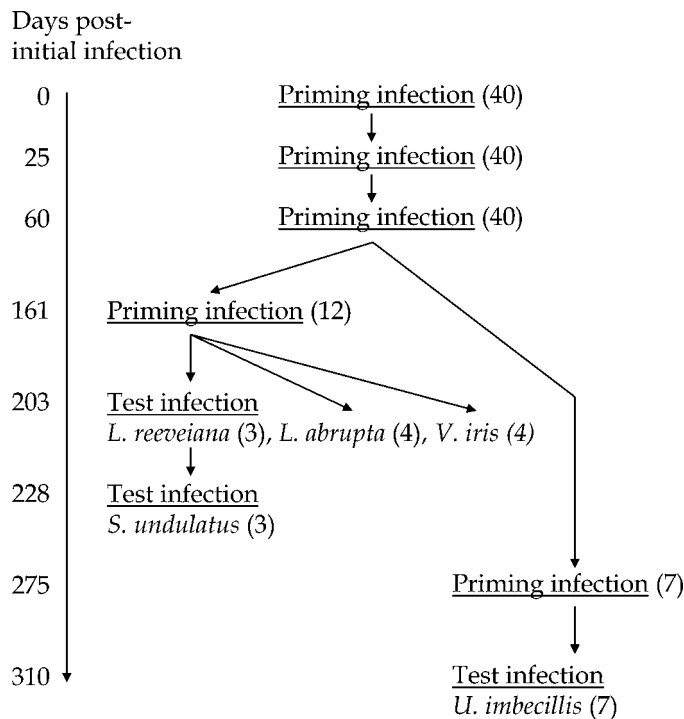 Days post-
initial infection
0 Priming infection (40)
25 Priming infection (40)
60 Priming infection (40)
161 Priming infection (12)
203 Test infection
L. reeveiana (3), L. abrupta (4), V. iris (4)
228 Test infection
S. undulatus (3)
275 Priming infection (7)
310 Test infection
U. imbecillis (7)